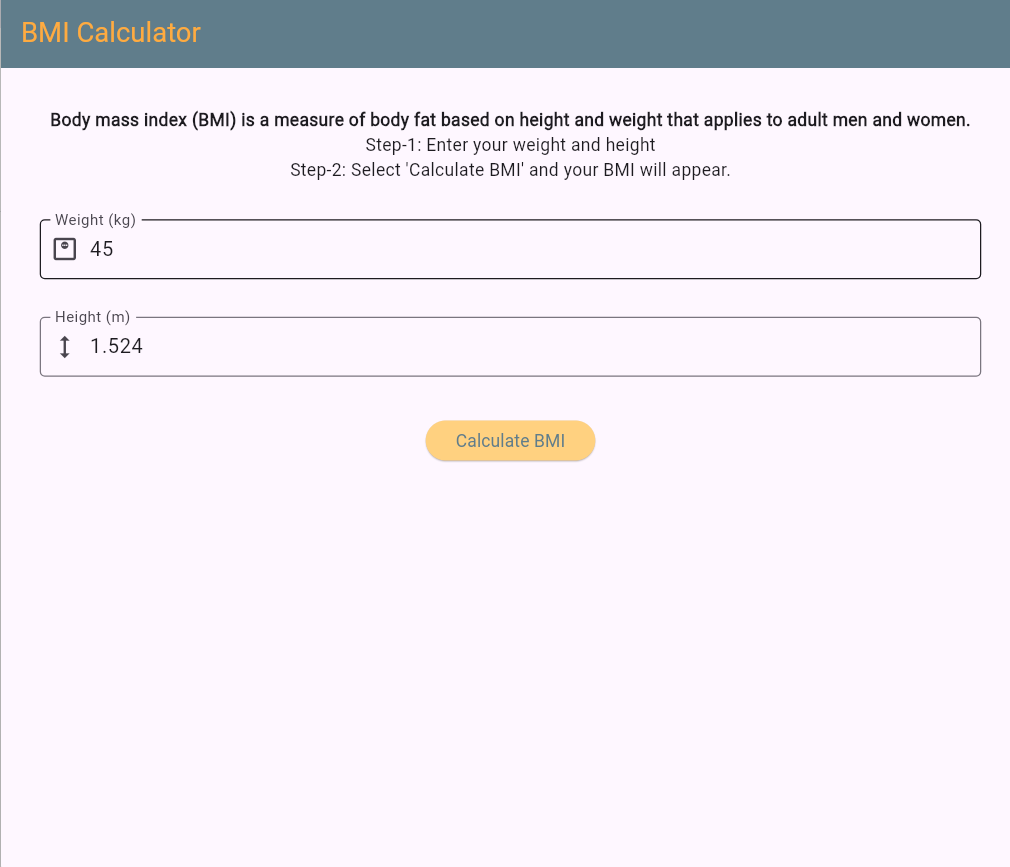 BMI Calculator
Body mass index (BMI) is a measure of body fat based on height and weight that applies to adult men and women.
Step-1: Enter your weight and height
Step-2: Select 'Calculate BMI' and your BMI will appear.
Weight (kg)
45
Height (m)
1.524
Calculate BMI